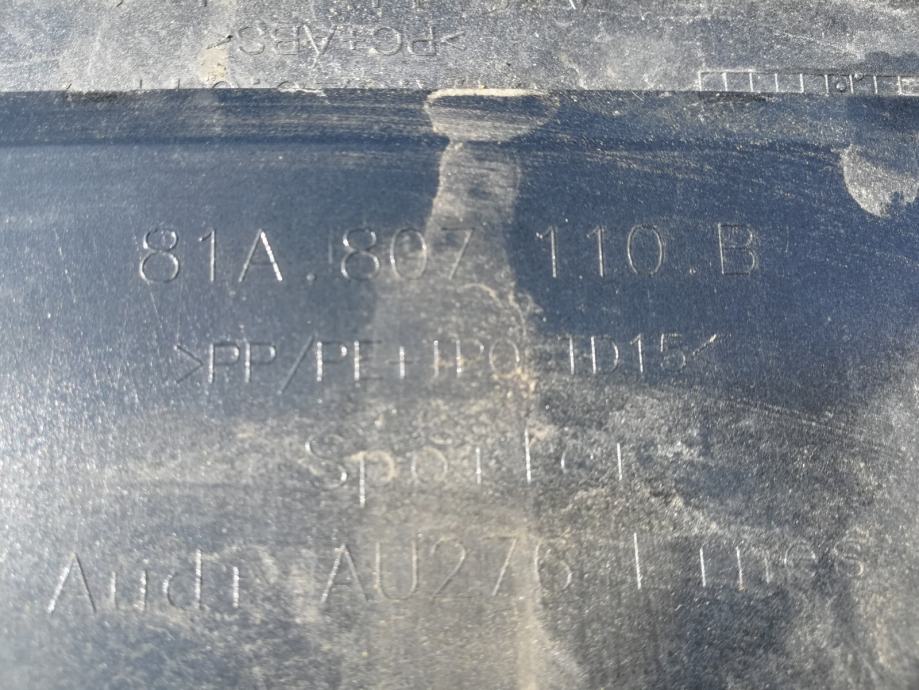 >PC+ABS<
81A.807 110.B
>PP/PE+TPO TD15<
Spoiler
Audi AU276 Lines